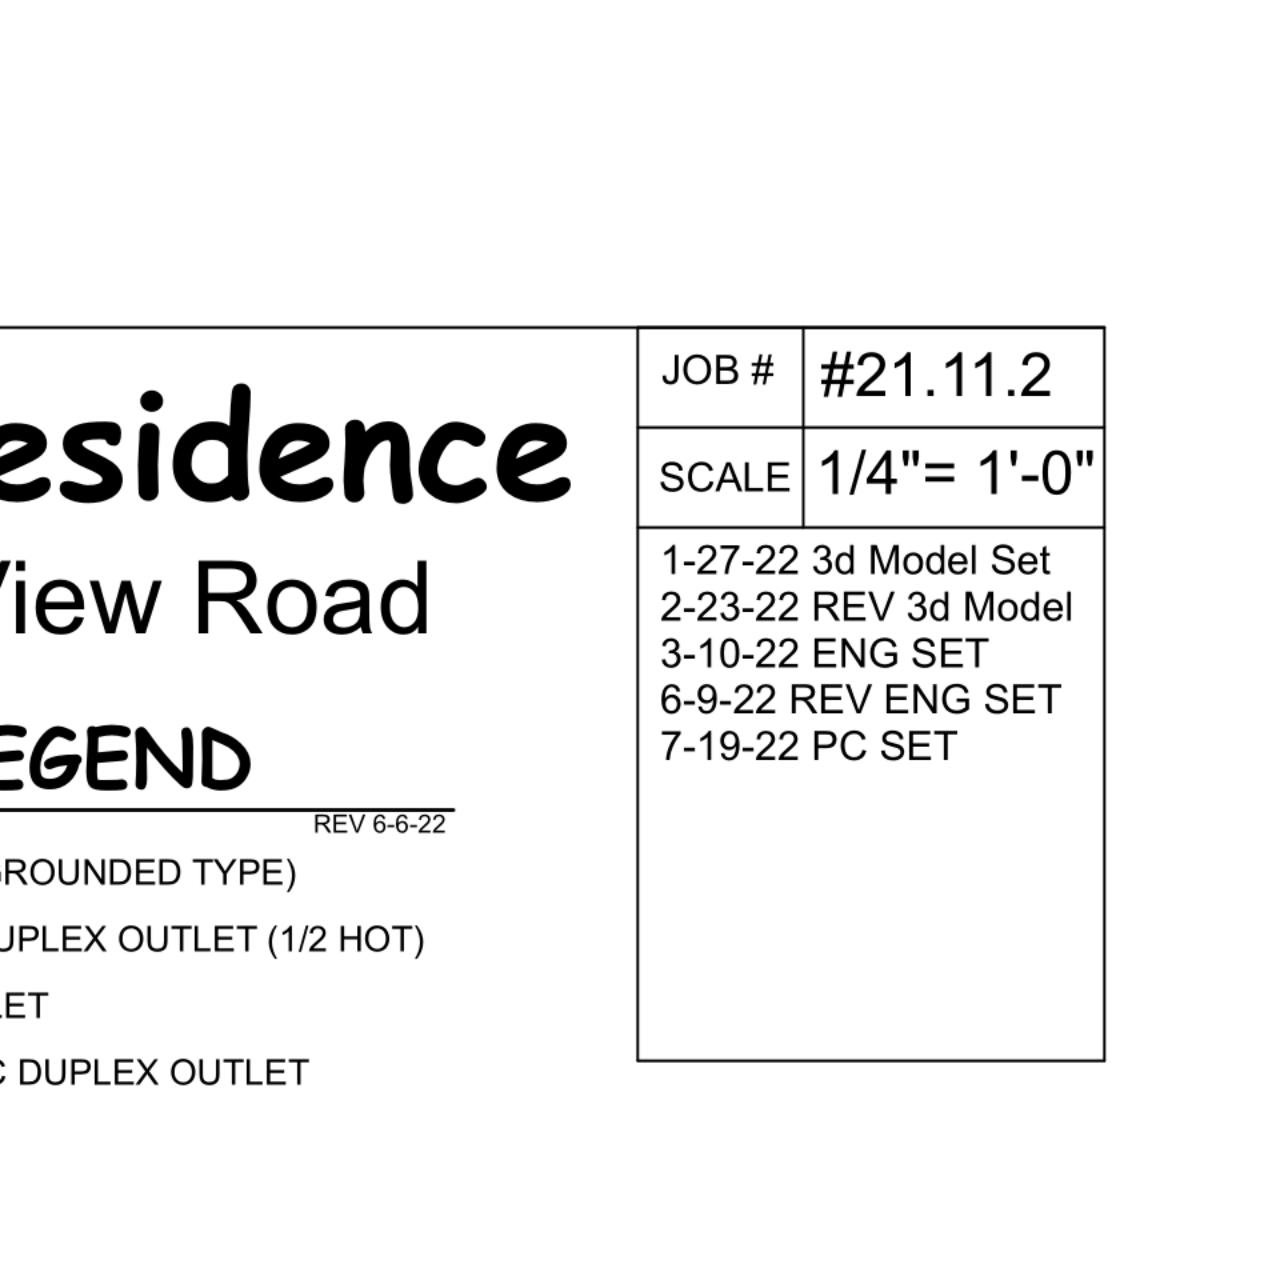 esidence
View Road
EGEND
REV 6-6-22
GROUNDED TYPE)
UPLEX OUTLET (1/2 HOT)
LET
C DUPLEX OUTLET
JOB # #21.11.2
SCALE 1/4"= 1'-0"
1-27-22 3d Model Set
2-23-22 REV 3d Model
3-10-22 ENG SET
6-9-22 REV ENG SET
7-19-22 PC SET